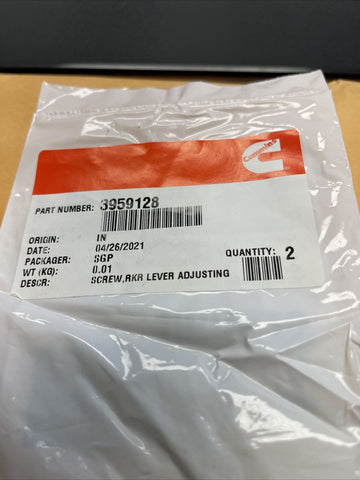 Cummins
PART NUMBER: 3959128
ORIGIN: IN
DATE: 04/26/2021
PACKAGER: SGP
QUANTITY: 2
WT (KG): 0.01
DESCR: SCREW,RKR LEVER ADJUSTING